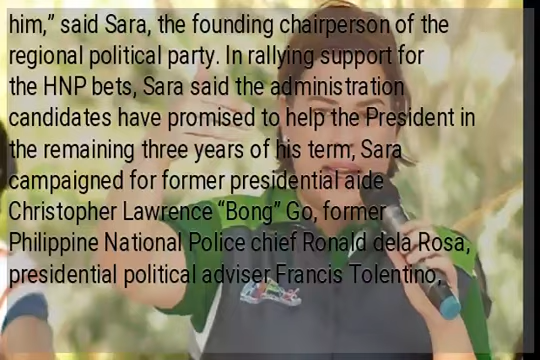 him,” said Sara, the founding chairperson of the
regional political party. In rallying support for
the HNP bets, Sara said the administration
candidates have promised to help the President in
the remaining three years of his term, Sara
campaigned for former presidential aide
Christopher Lawrence “Bong” Go, former
Philippine National Police chief Ronald dela Rosa,
presidential political adviser Francis Tolentino,